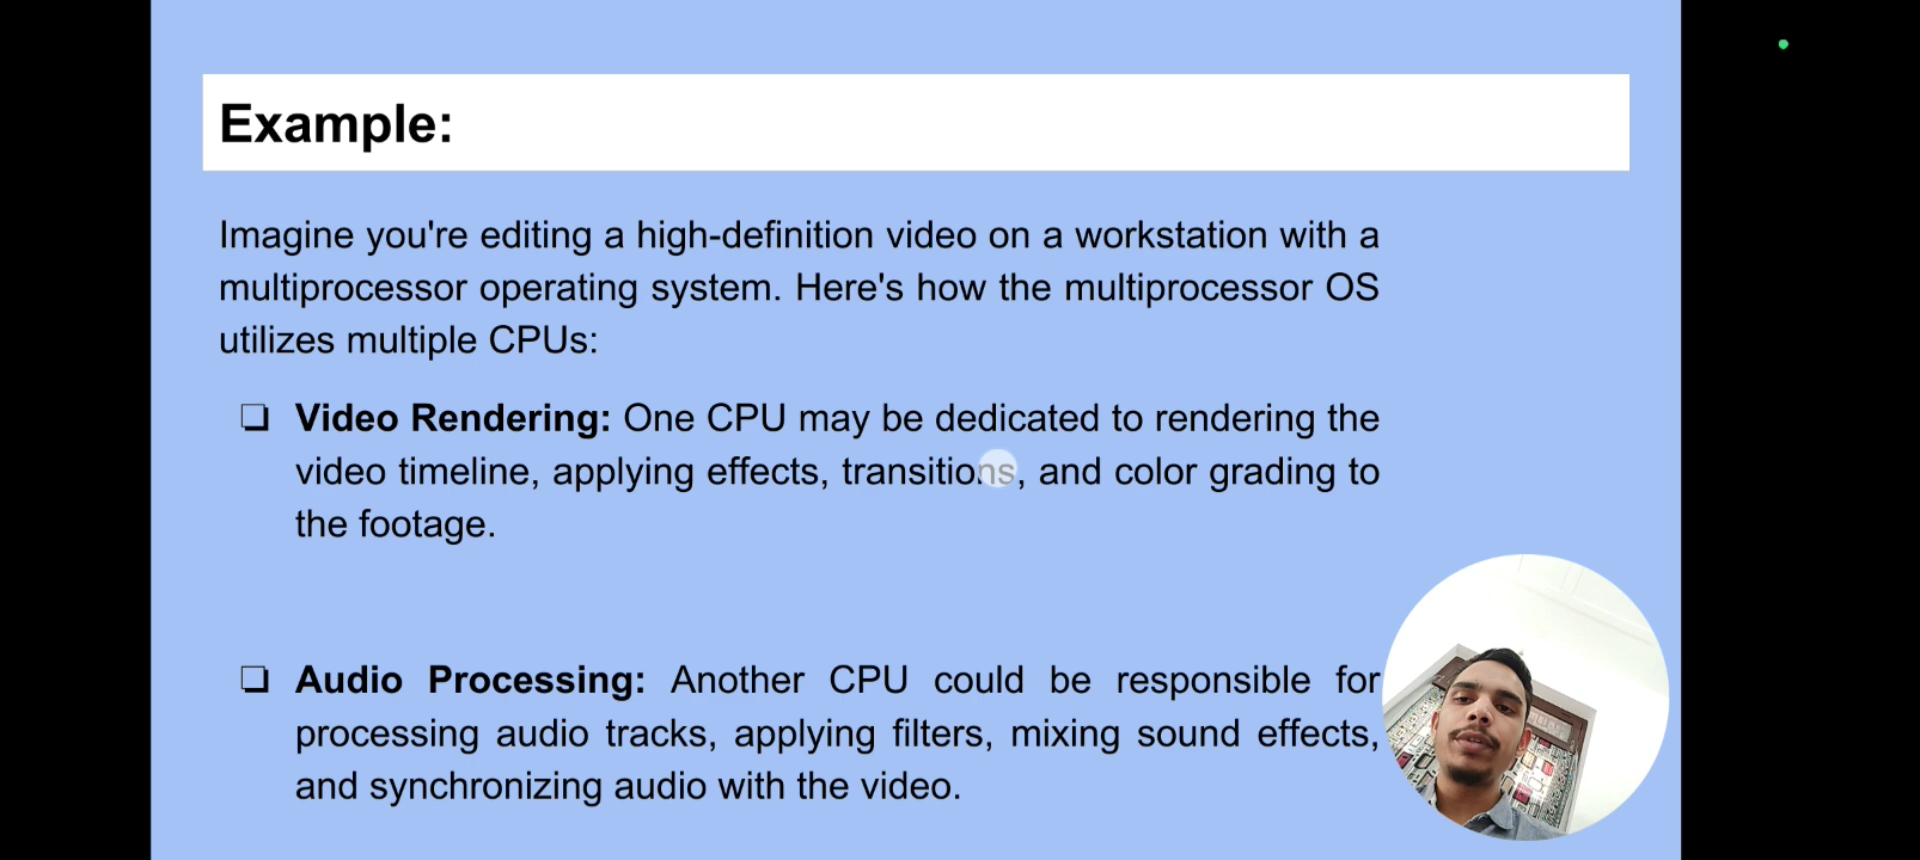 Example:
Imagine you're editing a high-definition video on a workstation with a
multiprocessor operating system. Here's how the multiprocessor OS
utilizes multiple CPUs:
❏ Video Rendering: One CPU may be dedicated to rendering the
video timeline, applying effects, transitions, and color grading to
the footage.
❏ Audio Processing: Another CPU could be responsible for
processing audio tracks, applying filters, mixing sound effects,
and synchronizing audio with the video.